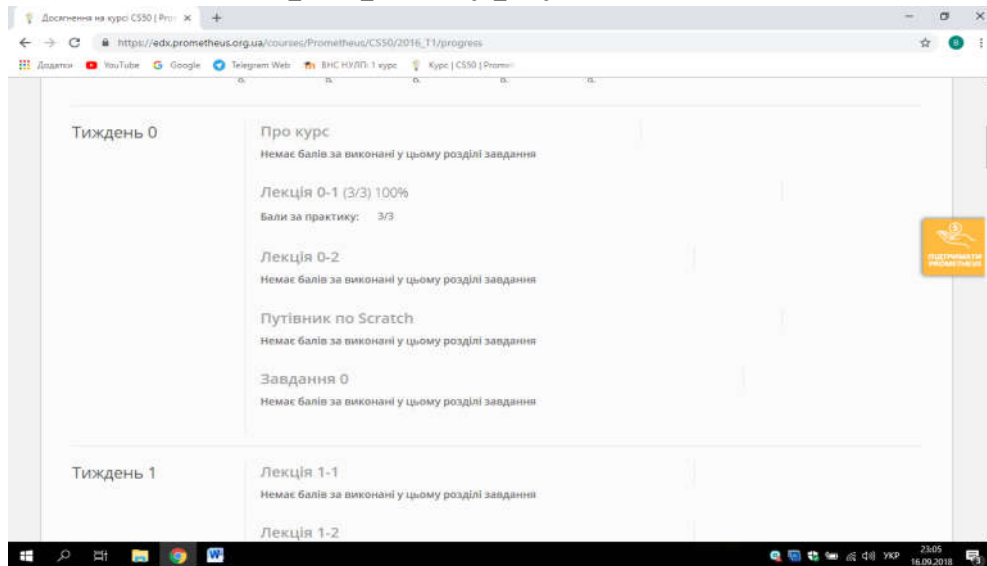 Досягнення на курсі CS50 | Pro
https://edx.prometheus.org.ua/courses/Prometheus/CS50/2016_T1/progress
Додатки YouTube Google Telegram Web ВНС НУЛП: 1 курс Курс | CS50 | Prome
Тиждень 0
Про курс
Немає балів за виконані у цьому розділі завдання
Лекція 0-1 (3/3) 100%
Бали за практику: 3/3
Лекція 0-2
Немає балів за виконані у цьому розділі завдання
Путівник по Scratch
Немає балів за виконані у цьому розділі завдання
Завдання 0
Немає балів за виконані у цьому розділі завдання
ПІДТРИМАТИ
PROMETHEUS
Тиждень 1
Лекція 1-1
Немає балів за виконані у цьому розділі завдання
Лекція 1-2
УКР
23:05
16.09.2018